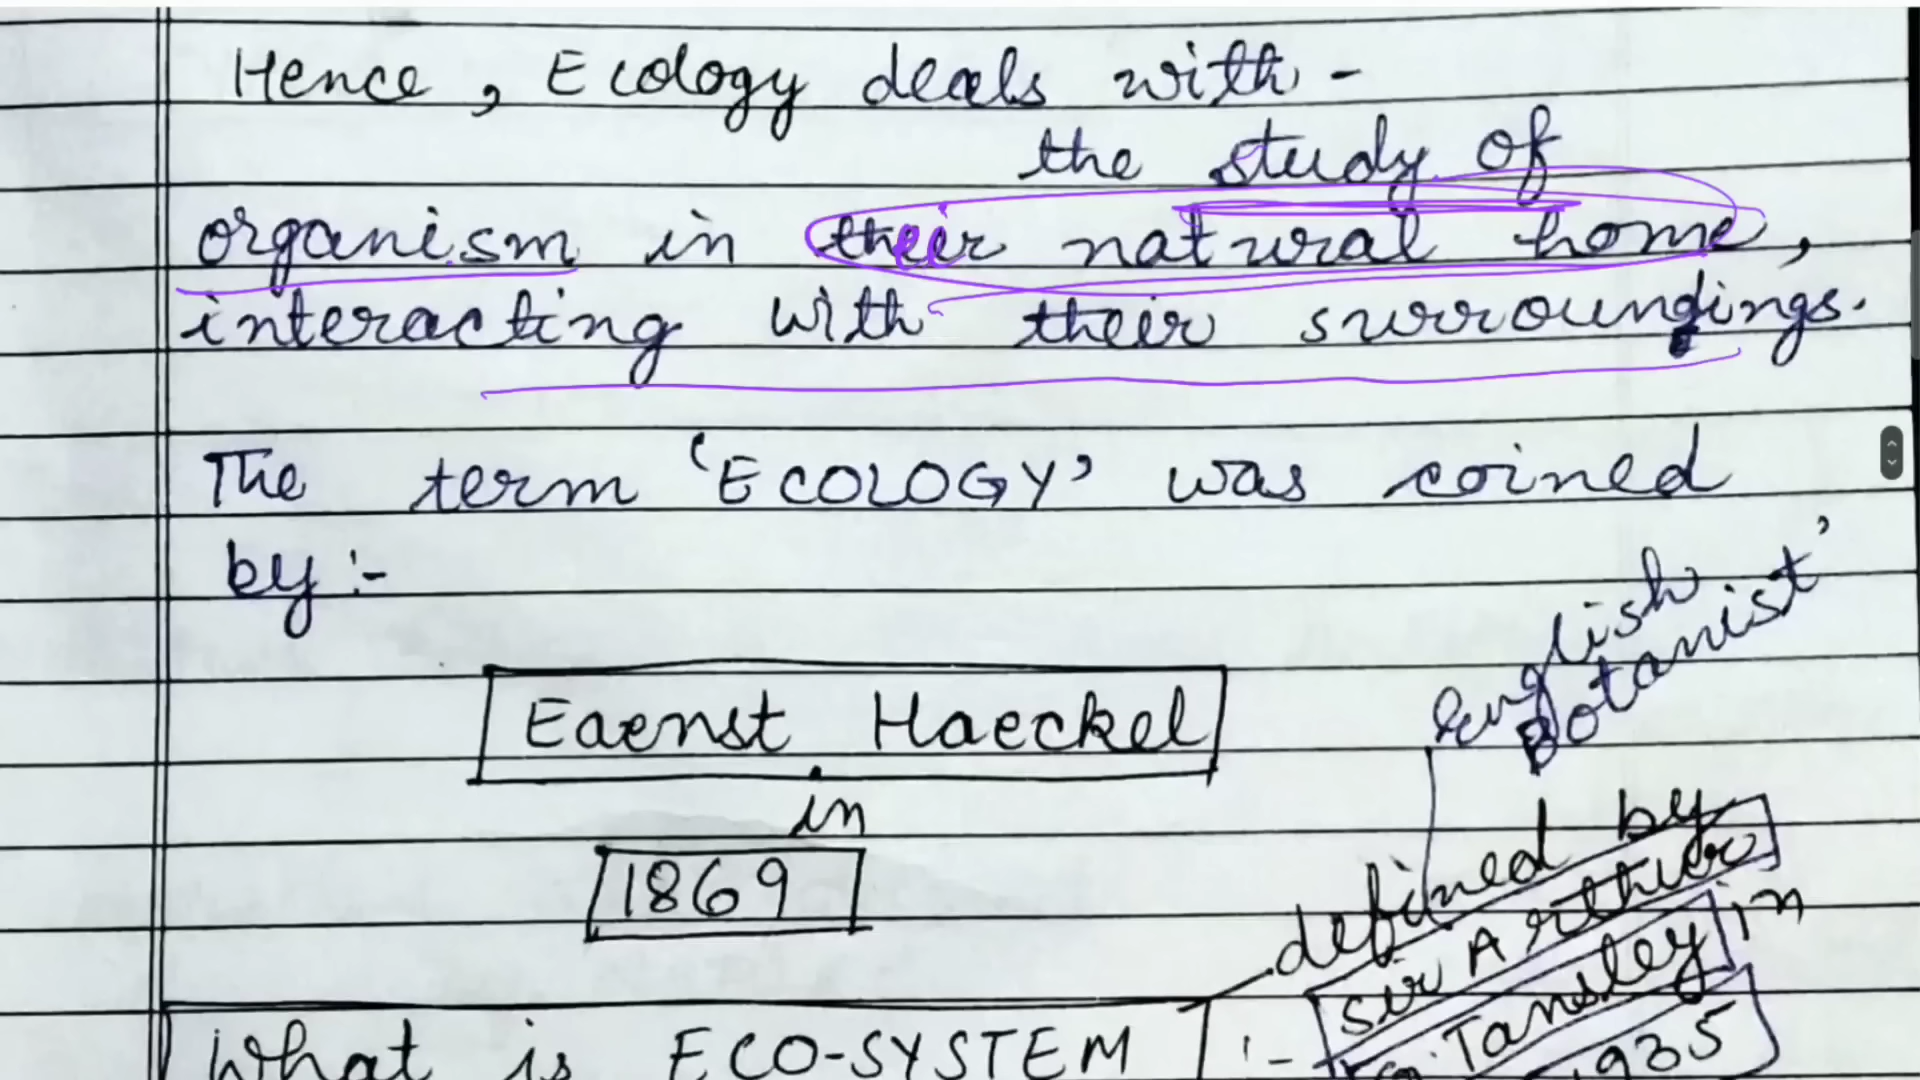 Hence, Ecology deals with -
the study of
organism in their natural home,
interacting with their surroundings.
The term 'ECOLOGY' was coined
by :-
Eaenst Haeckel
in
1869
english
Botanist'
defined by
sir Arthur
G. Tansley in
1935
What is ECO-SYSTEM :-